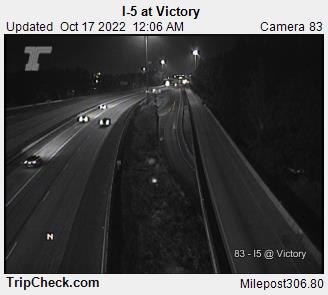 I-5 at Victory
Updated Oct 17 2022 12:06 AM Camera 83
T
N
83 - I5 @ Victory
TripCheck.com Milepost306.80